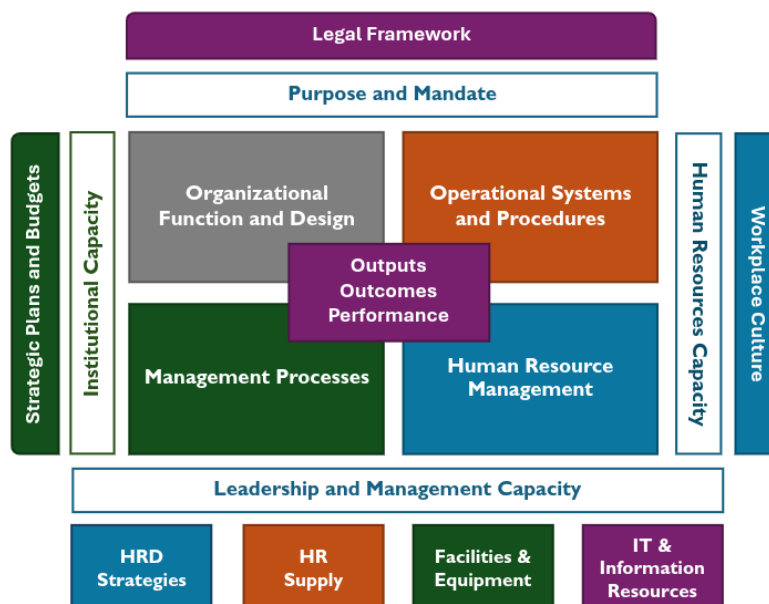 Legal Framework
Purpose and Mandate
Strategic Plans and Budgets
Institutional Capacity
Organizational
Function and Design
Operational Systems
and Procedures
Outputs
Outcomes
Performance
Management Processes
Human Resource
Management
Human Resources Capacity
Workplace Culture
Leadership and Management Capacity
HRD
Strategies
HR
Supply
Facilities &
Equipment
IT &
Information
Resources